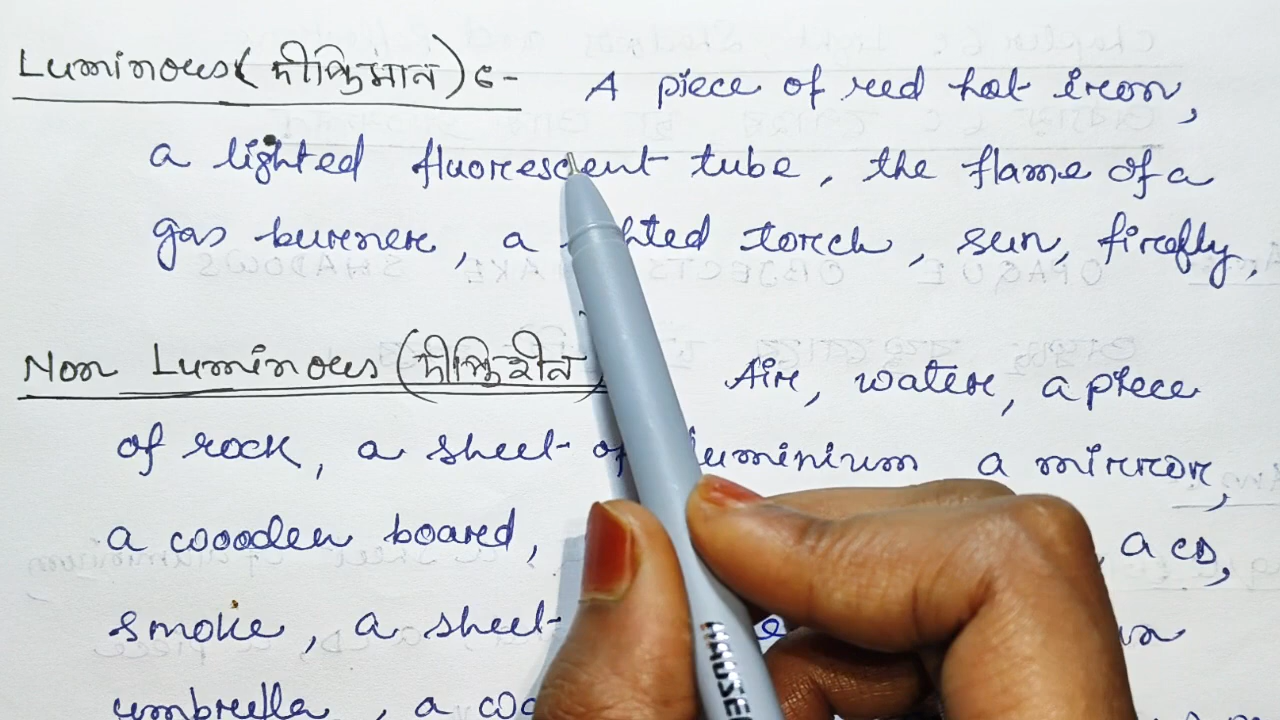 Luminous (দীপ্তিমান) ঃ- A piece of red hot iron,
a lighted fluorescent tube, the flame of a
gas burner, a lighted torch, sun, firefly,
Non Luminous (দীপ্তিহীন) Air, water, a piece
of rock, a sheet of aluminium a mirror,
a wooden board, a CD,
smoke, a sheet
umbrella, a
HAUSER